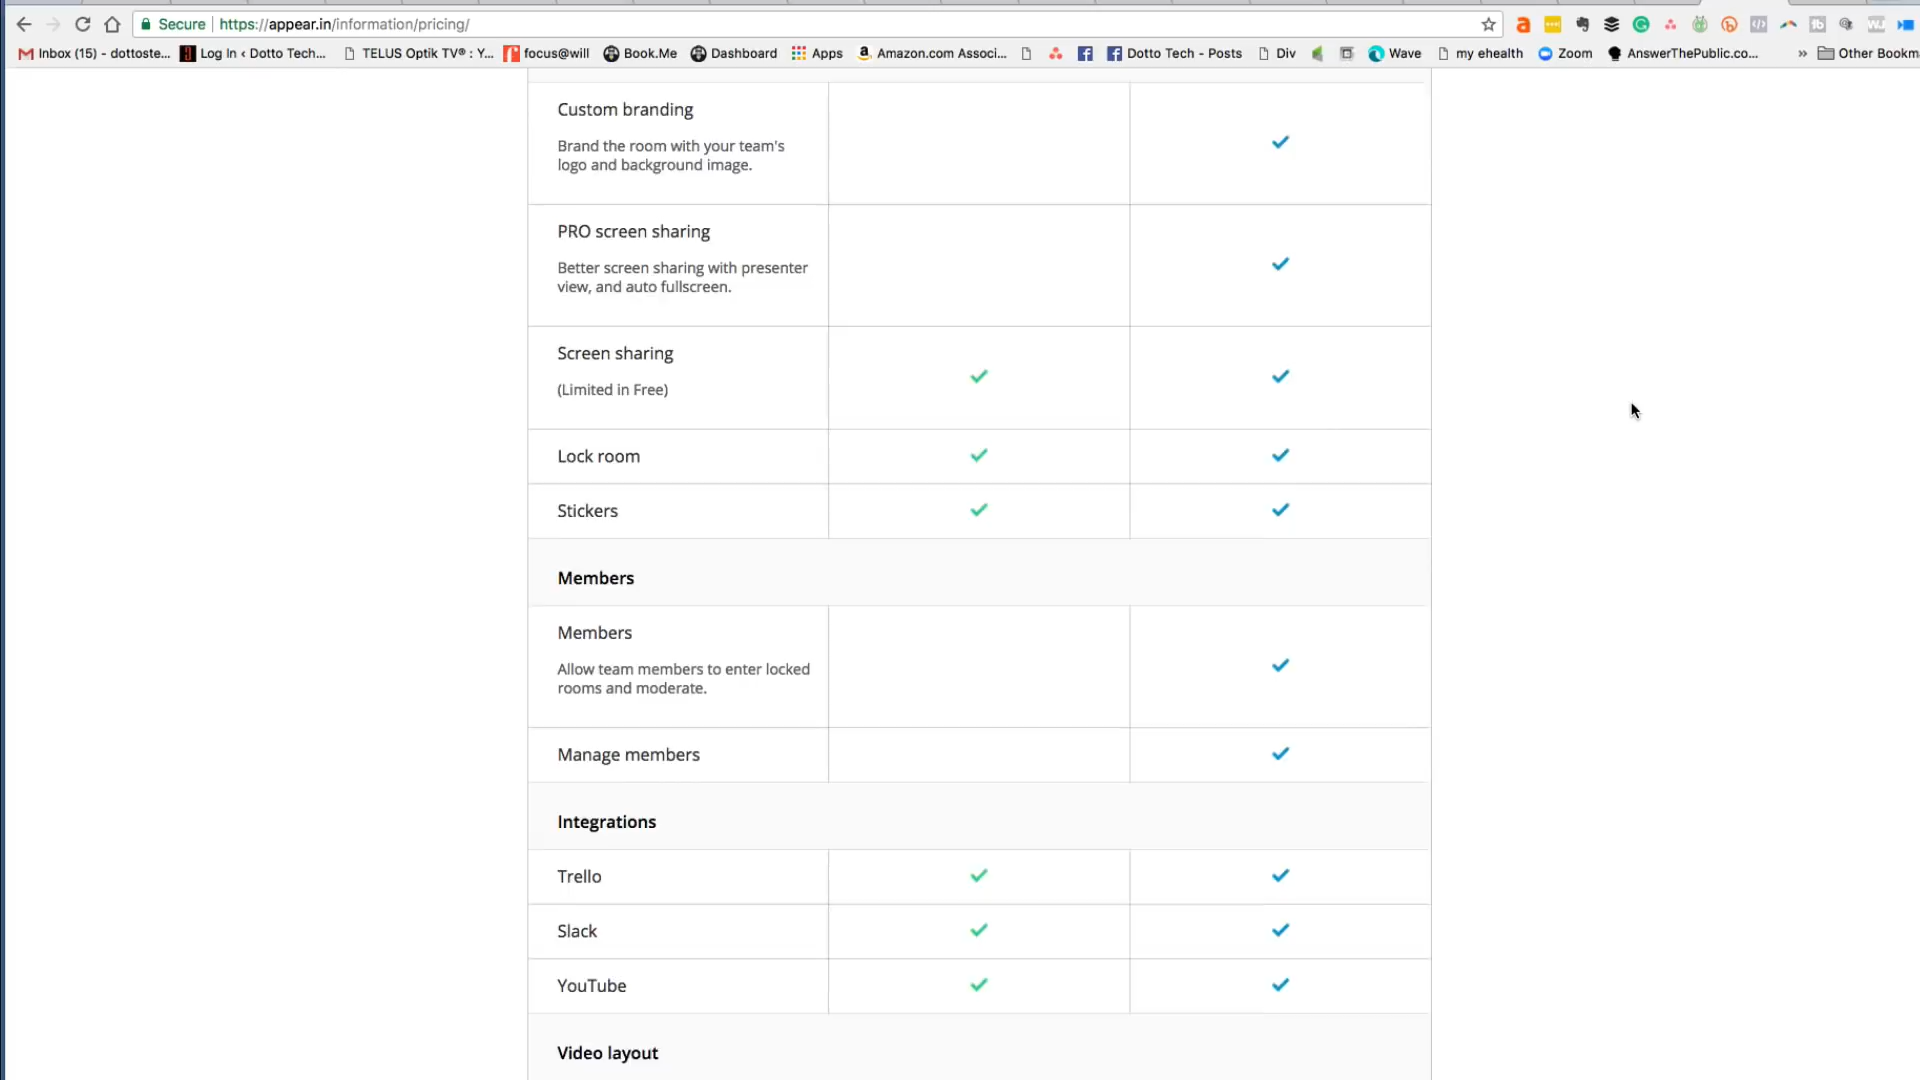 Secure https://appear.in/information/pricing/
Inbox (15) - dottoste... Log In ‹ Dotto Tech... TELUS Optik TV® : Y... focus@will Book.Me Dashboard Apps Amazon.com Associ... Dotto Tech - Posts Div Wave my ehealth Zoom AnswerThePublic.co... » Other Bookm
Custom branding
Brand the room with your team's
logo and background image.
PRO screen sharing
Better screen sharing with presenter
view, and auto fullscreen.
Screen sharing
(Limited in Free)
Lock room
Stickers
Members
Members
Allow team members to enter locked
rooms and moderate.
Manage members
Integrations
Trello
Slack
YouTube
Video layout